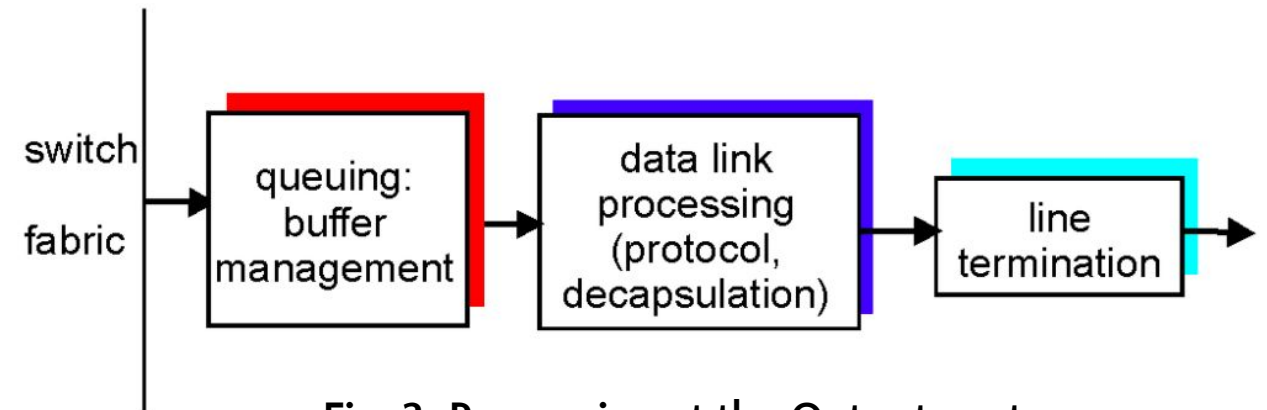 switch
fabric
queuing:
buffer
management
data link
processing
(protocol,
decapsulation)
line
termination